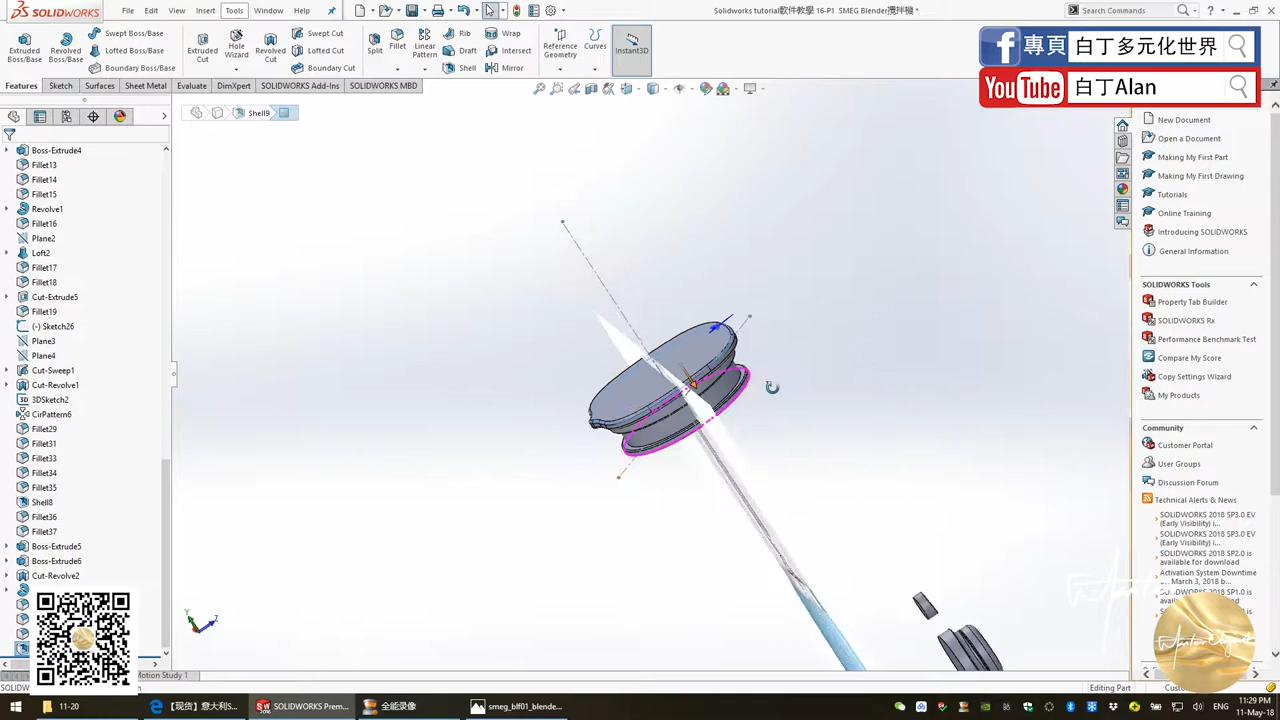 SOLIDWORKS
File Edit View Insert Tools Window Help
Solidworks tutorial軟件教學 16-P1 SMEG Blender攪拌機 *
Search Commands
Extruded Boss/Base
Revolved Boss/Base
Swept Boss/Base
Lofted Boss/Base
Boundary Boss/Base
Extruded Cut
Hole Wizard
Revolved Cut
Swept Cut
Lofted Cut
Boundary Cut
Split
Fillet
Linear Pattern
Rib
Draft
Shell
Wrap
Intersect
Mirror
Reference Geometry
Curves
Instant3D
專頁 白丁多元化世界
YouTube 白丁Alan
Features Sketch Surfaces Sheet Metal Evaluate DimXpert SOLIDWORKS Add-Ins SOLIDWORKS MBD
Shell9
Boss-Extrude4
Fillet13
Fillet14
Fillet15
Revolve1
Fillet16
Plane2
Loft2
Fillet17
Fillet18
Cut-Extrude5
Fillet19
(-) Sketch26
Plane3
Plane4
Cut-Sweep1
Cut-Revolve1
3DSketch2
CirPattern6
Fillet29
Fillet31
Fillet33
Fillet34
Fillet35
Shell8
Fillet36
Fillet37
Boss-Extrude5
Boss-Extrude6
Cut-Revolve2
New Document
Open a Document
Making My First Part
Making My First Drawing
Tutorials
Online Training
Introducing SOLIDWORKS
General Information
SOLIDWORKS Tools
Property Tab Builder
SOLIDWORKS Rx
Performance Benchmark Test
Compare My Score
Copy Settings Wizard
My Products
Community
Customer Portal
User Groups
Discussion Forum
Technical Alerts & News
SOLIDWORKS 2018 SP3.0 EV
(Early Visibility) i...
SOLIDWORKS 2018 SP3.0 EV
(Early Visibility) i...
SOLIDWORKS 2018 SP2.0 is
available for download
Activation System Downtime
March 3, 2018 b...
Y Z
Motion Study 1
Editing Part
11-20
【现货】意大利S...
SOLIDWORKS Prem...
全能录像
smeg_blf01_blende...
ENG
11:29 PM
11-May-18